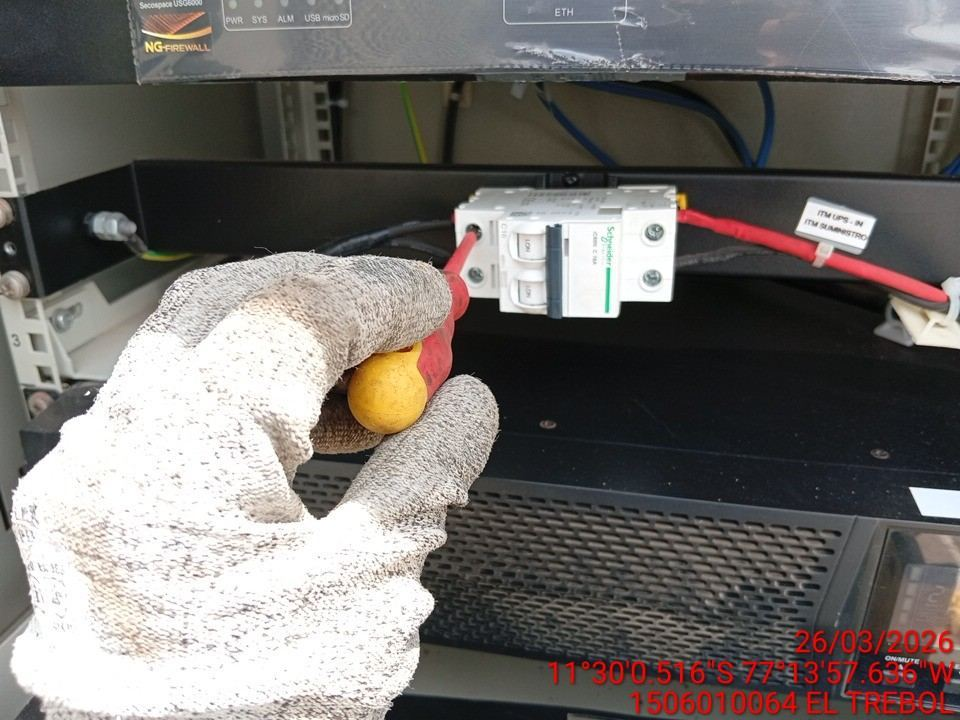 Secospace USG6000
NG-FIREWALL
PWR SYS ALM USB microSD
ETH
Schneider
ITM UPS - IN
ITM SUMINISTRO
3
ON/MUTE
26/03/2026
11°30'0.516"S 77°13'57.636"W
1506010064 EL TREBOL